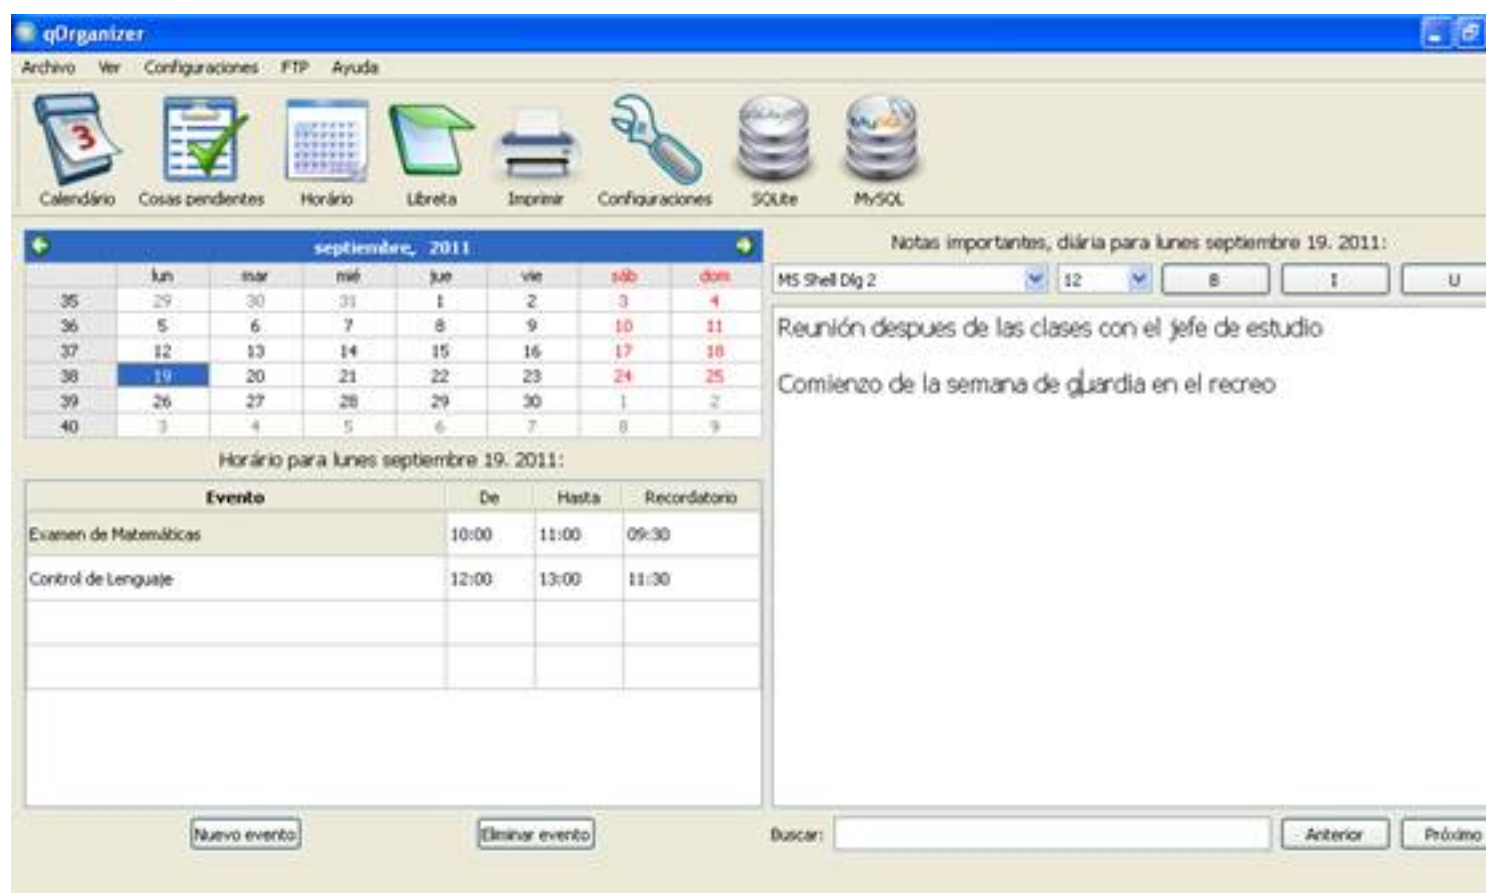 qOrganizer
Archivo Ver Configuraciones FTP Ayuda
3
MySQL
Calendário Cosas pendentes Horário Libreta Imprimir Configuraciones SQLite MySQL
septiembre, 2011
lun mar mié jue vie sáb dom
35 29 30 31 1 2 3 4
36 5 6 7 8 9 10 11
37 12 13 14 15 16 17 18
38 19 20 21 22 23 24 25
39 26 27 28 29 30 1 2
40 3 4 5 6 7 8 9
Horário para lunes septiembre 19. 2011:
Evento De Hasta Recordatorio
Examen de Matemáticas 10:00 11:00 09:30
Control de Lenguaje 12:00 13:00 11:30
Nuevo evento Eliminar evento
Notas importantes, diária para lunes septiembre 19. 2011:
MS Shell Dlg 2 12 B I U
Reunión despues de las clases con el jefe de estudio
Comienzo de la semana de guardia en el recreo
Buscar: Anterior Próximo